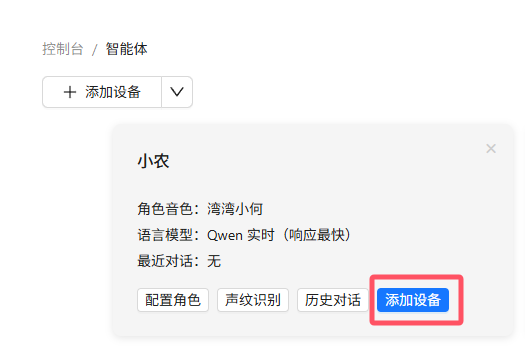 控制台 / 智能体
添加设备
小农
角色音色：湾湾小何
语言模型：Qwen 实时（响应最快）
最近对话：无
配置角色 声纹识别 历史对话 添加设备